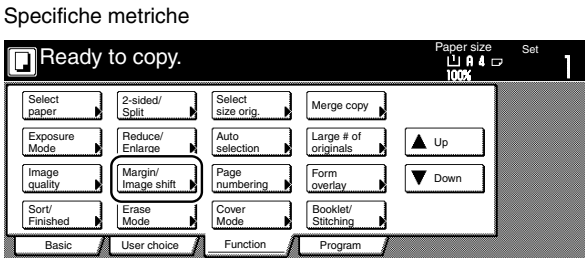 Specifiche metriche
Ready to copy.
Paper size
A4
100%
Set
1
Select
paper
2-sided/
Split
Select
size orig.
Merge copy
Exposure
Mode
Reduce/
Enlarge
Auto
selection
Large # of
originals
Up
Image
quality
Margin/
Image shift
Page
numbering
Form
overlay
Down
Sort/
Finished
Erase
Mode
Cover
Mode
Booklet/
Stitching
Basic
User choice
Function
Program